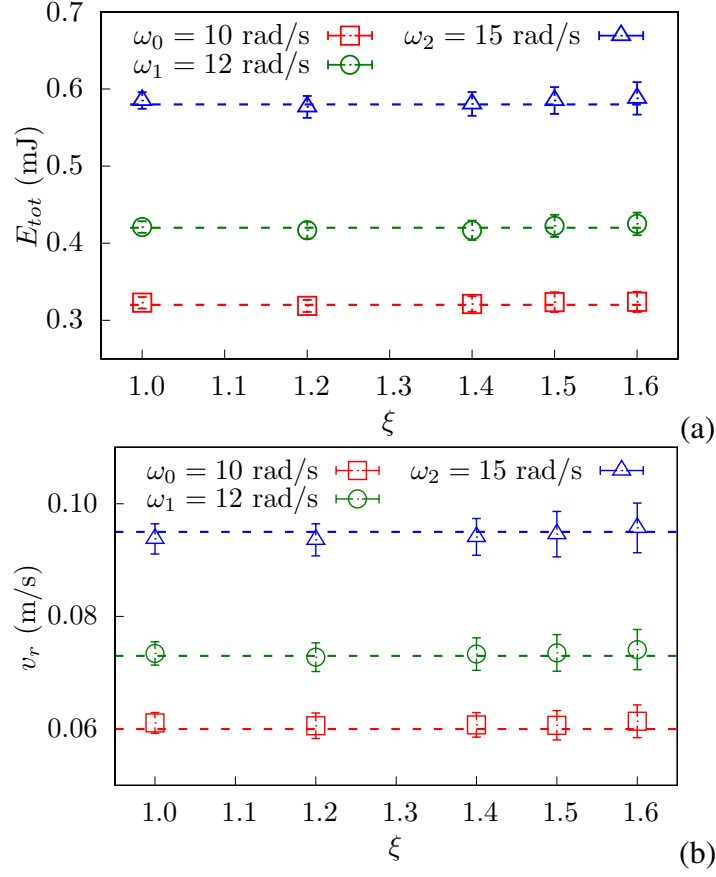 0.7
ω₀ = 10 rad/s ω₂ = 15 rad/s
ω₁ = 12 rad/s
0.6
0.5
0.4
0.3
E_tot (mJ)
1.0 1.1 1.2 1.3 1.4 1.5 1.6
ξ
(a)
ω₀ = 10 rad/s ω₂ = 15 rad/s
ω₁ = 12 rad/s
0.10
0.08
0.06
v_r (m/s)
1.0 1.1 1.2 1.3 1.4 1.5 1.6
ξ
(b)